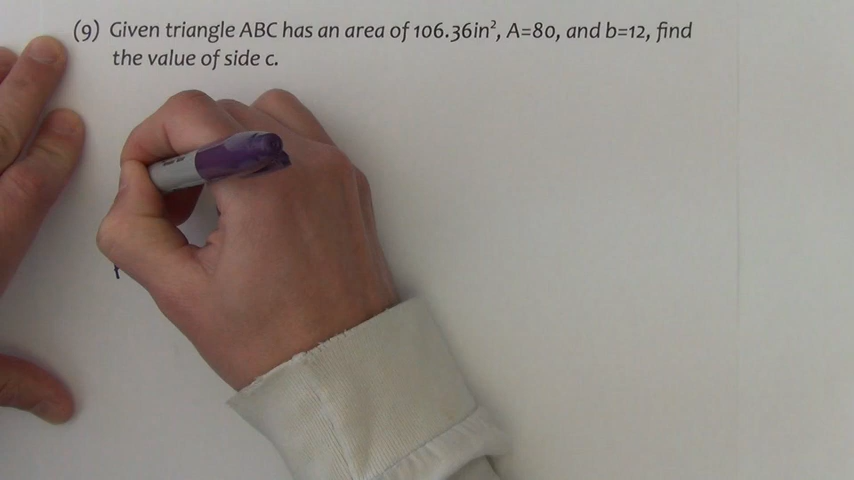 (9) Given triangle ABC has an area of 106.36in², A=80, and b=12, find
the value of side c.